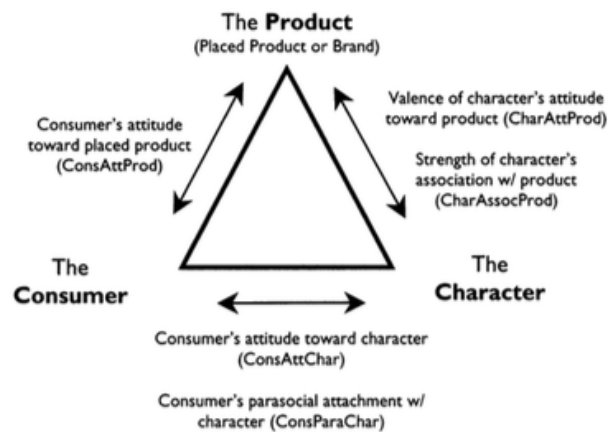 The Product
(Placed Product or Brand)
Consumer's attitude
toward placed product
(ConsAttProd)
Valence of character's attitude
toward product (CharAttProd)
Strength of character's
association w/ product
(CharAssocProd)
The
Consumer
The
Character
Consumer's attitude toward character
(ConsAttChar)
Consumer's parasocial attachment w/
character (ConsParaChar)